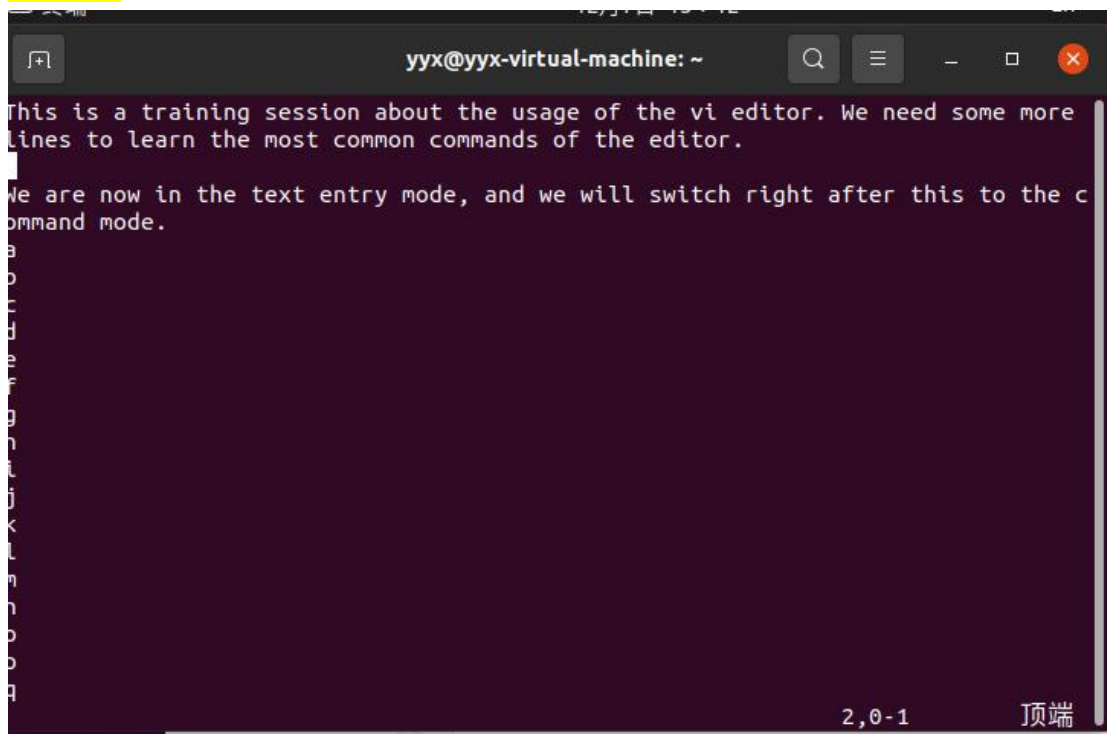 yyx@yyx-virtual-machine: ~
This is a training session about the usage of the vi editor. We need some more
lines to learn the most common commands of the editor.
We are now in the text entry mode, and we will switch right after this to the c
ommand mode.
a
b
c
d
e
f
g
h
i
j
k
l
m
n
o
p
q
2,0-1 顶端